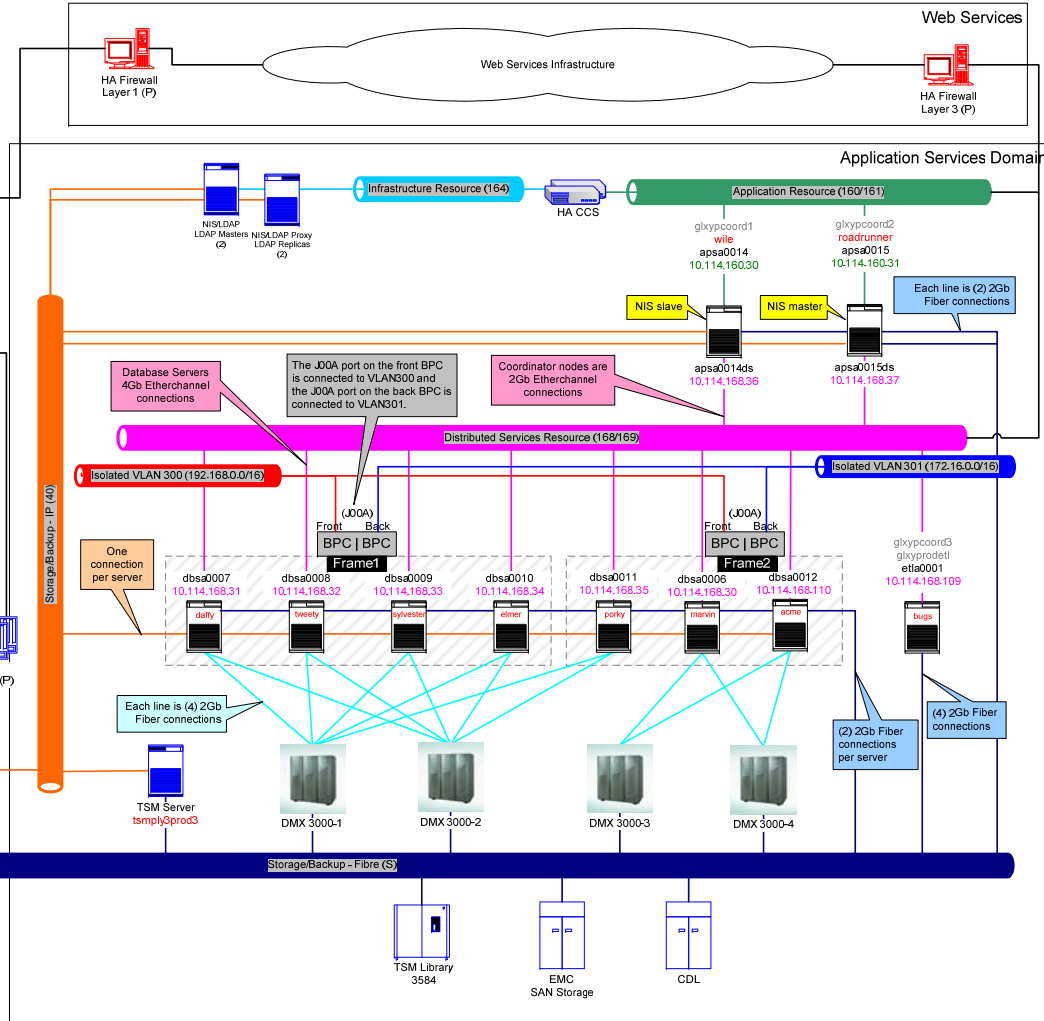 Web Services
HA Firewall
Layer 1 (P)
Web Services Infrastructure
HA Firewall
Layer 3 (P)
Application Services Domain
NIS/LDAP
LDAP Masters
(2)
NIS/LDAP Proxy
LDAP Replicas
(2)
Infrastructure Resource (164)
HA CCS
Application Resource (160/161)
glxypcoord1
wile
apsa0014
10.114.160.30
glxypcoord2
roadrunner
apsa0015
10.114.160.31
Each line is (2) 2Gb
Fiber connections
NIS slave
NIS master
apsa0014ds
10.114.168.36
apsa0015ds
10.114.168.37
Database Servers
4Gb Etherchannel
connections
The J00A port on the front BPC
is connected to VLAN300 and
the J00A port on the back BPC is
connected to VLAN301.
Coordinator nodes are
2Gb Etherchannel
connections
Distributed Services Resource (168/169)
Isolated VLAN 300 (192.168.0.0/16)
Isolated VLAN 301 (172.16.0.0/16)
Storage/Backup - IP (40)
(J00A)
Front
Back
BPC | BPC
Frame1
(J00A)
Front
Back
BPC | BPC
Frame2
One
connection
per server
dbsa0007
10.114.168.31
daffy
dbsa0008
10.114.168.32
tweety
dbsa0009
10.114.168.33
sylvester
dbsa0010
10.114.168.34
elmer
dbsa0011
10.114.168.35
porky
dbsa0006
10.114.168.30
marvin
dbsa0012
10.114.168.110
acme
glxypcoord3
glxyprodetl
etla0001
10.114.168.109
bugs
(P)
Each line is (4) 2Gb
Fiber connections
(2) 2Gb Fiber
connections
per server
(4) 2Gb Fiber
connections
TSM Server
tsmply3prod3
DMX 3000-1
DMX 3000-2
DMX 3000-3
DMX 3000-4
Storage/Backup - Fibre (S)
TSM Library
3584
EMC
SAN Storage
CDL